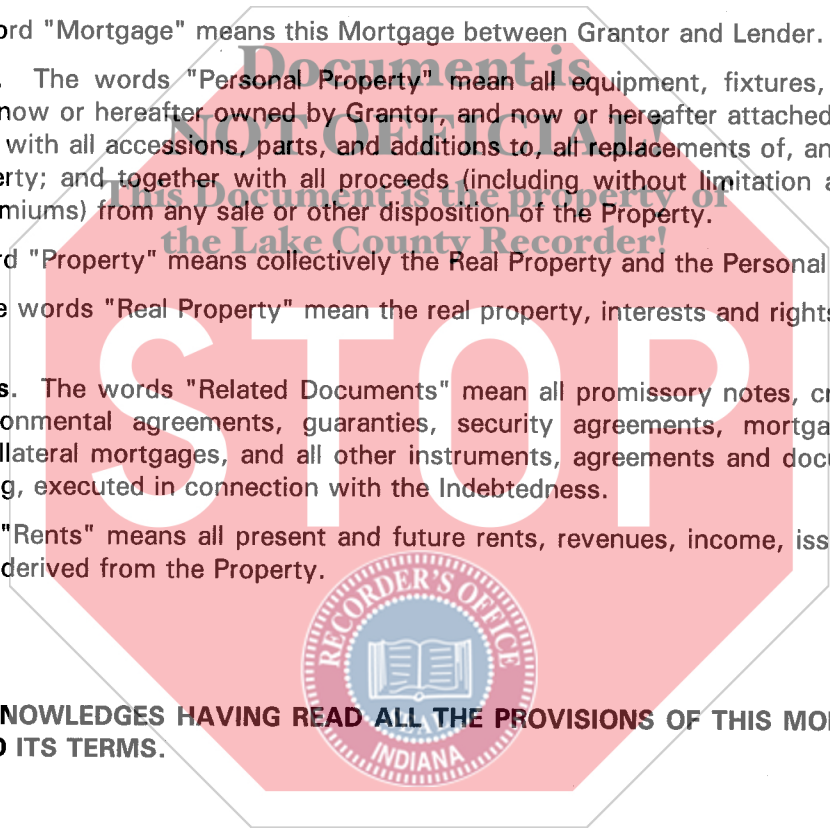 ord "Mortgage" means this Mortgage between Grantor and Lender.
Document is
. The words "Personal Property" mean all equipment, fixtures,
now or hereafter owned by Grantor, and now or hereafter attached
NOT OFFICIAL!
with all accessions, parts, and additions to, all replacements of, an
erty; and together with all proceeds (including without limitation a
This Document is the property of
miums) from any sale or other disposition of the Property.
the Lake County Recorder!
rd "Property" means collectively the Real Property and the Personal
e words "Real Property" mean the real property, interests and rights
STOP
s. The words "Related Documents" mean all promissory notes, cr
onmental agreements, guaranties, security agreements, mortga
llateral mortgages, and all other instruments, agreements and docu
g, executed in connection with the Indebtedness.
"Rents" means all present and future rents, revenues, income, iss
derived from the Property.
RECORDER'S OFFICE
NOWLEDGES HAVING READ ALL THE PROVISIONS OF THIS MO
O ITS TERMS.
INDIANA